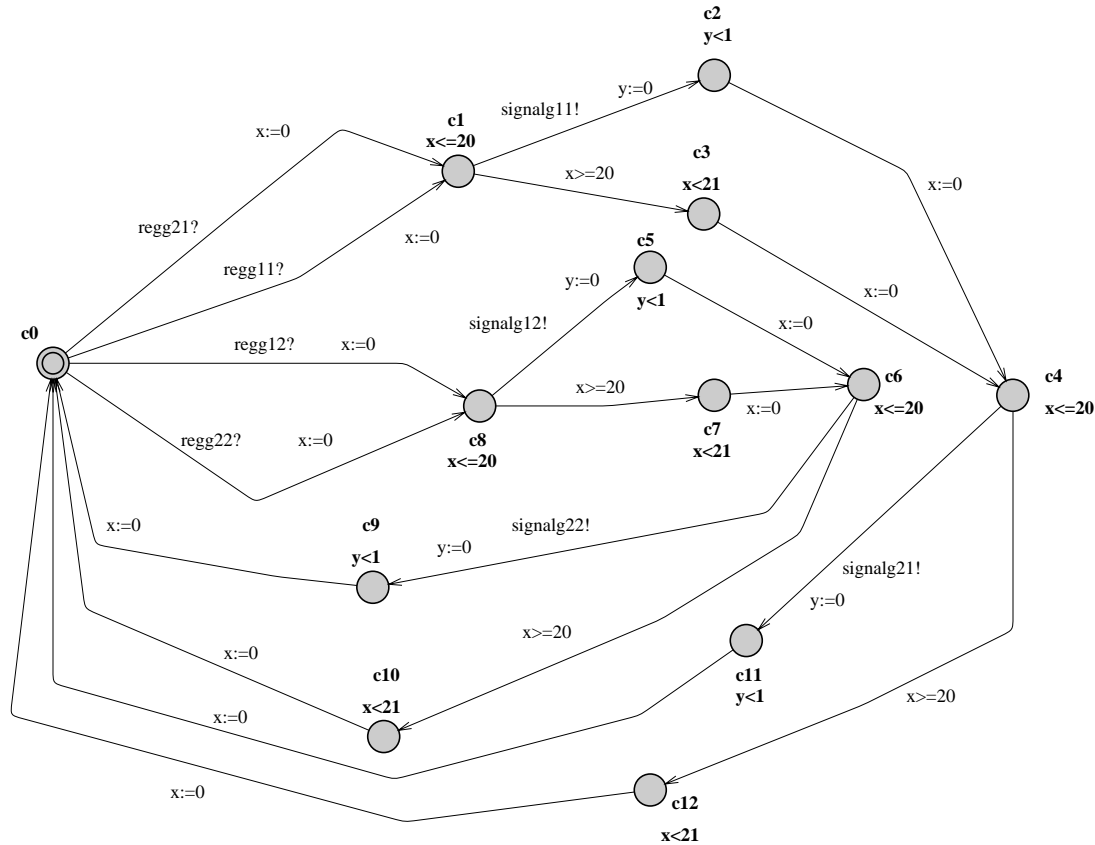 c2
y<1
y:=0
signalg11!
c1
x<=20
x:=0
c3
x>=20
x<21
x:=0
regg21?
c5
x:=0
regg11?
y:=0
x:=0
y<1
signalg12!
x:=0
c0
regg12?
x:=0
c6
c4
x>=20
x<=20
x<=20
x:=0
c7
x<21
regg22?
x:=0
c8
x<=20
x:=0
c9
signalg22!
y<1
y:=0
signalg21!
y:=0
x>=20
x:=0
c10
x<21
c11
y<1
x>=20
x:=0
x:=0
c12
x<21